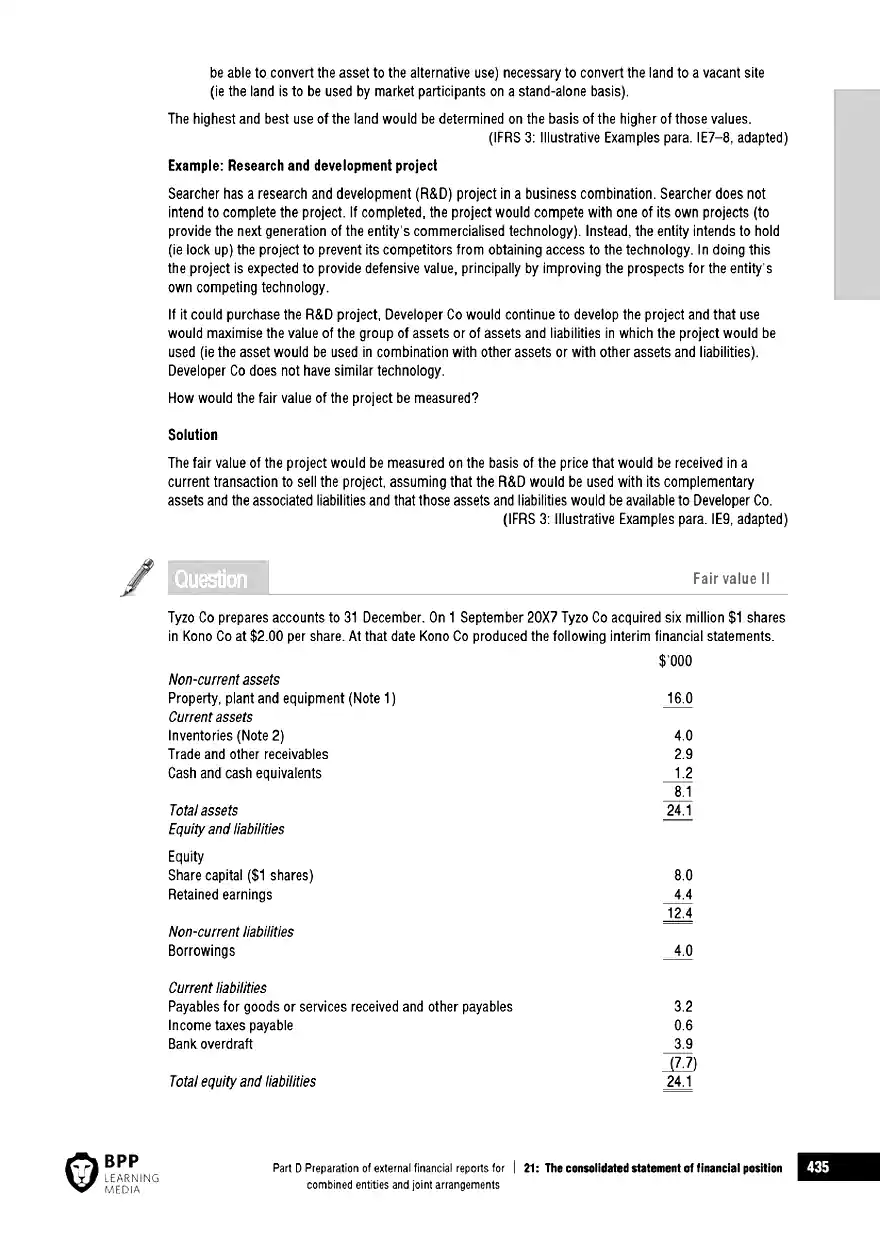 be able to convert the asset to the alternative use) necessary to convert the land to a vacant site
(ie the land is to be used by market participants on a stand-alone basis).
The highest and best use of the land would be determined on the basis of the higher of those values.
(IFRS 3: Illustrative Examples para. IE7–8, adapted)
Example: Research and development project
Searcher has a research and development (R&D) project in a business combination. Searcher does not
intend to complete the project. If completed, the project would compete with one of its own projects (to
provide the next generation of the entity's commercialised technology). Instead, the entity intends to hold
(ie lock up) the project to prevent its competitors from obtaining access to the technology. In doing this
the project is expected to provide defensive value, principally by improving the prospects for the entity's
own competing technology.
If it could purchase the R&D project, Developer Co would continue to develop the project and that use
would maximise the value of the group of assets or of assets and liabilities in which the project would be
used (ie the asset would be used in combination with other assets or with other assets and liabilities).
Developer Co does not have similar technology.
How would the fair value of the project be measured?
Solution
The fair value of the project would be measured on the basis of the price that would be received in a
current transaction to sell the project, assuming that the R&D would be used with its complementary
assets and the associated liabilities and that those assets and liabilities would be available to Developer Co.
(IFRS 3: Illustrative Examples para. IE9, adapted)
Question Fair value II
Tyzo Co prepares accounts to 31 December. On 1 September 20X7 Tyzo Co acquired six million $1 shares
in Kono Co at $2.00 per share. At that date Kono Co produced the following interim financial statements.
$'000
Non-current assets
Property, plant and equipment (Note 1) 16.0
Current assets
Inventories (Note 2) 4.0
Trade and other receivables 2.9
Cash and cash equivalents 1.2
8.1
Total assets 24.1
Equity and liabilities
Equity
Share capital ($1 shares) 8.0
Retained earnings 4.4
12.4
Non-current liabilities
Borrowings 4.0
Current liabilities
Payables for goods or services received and other payables 3.2
Income taxes payable 0.6
Bank overdraft 3.9
(7.7)
Total equity and liabilities 24.1
BPP
LEARNING
MEDIA
Part D Preparation of external financial reports for | 21: The consolidated statement of financial position 435
combined entities and joint arrangements